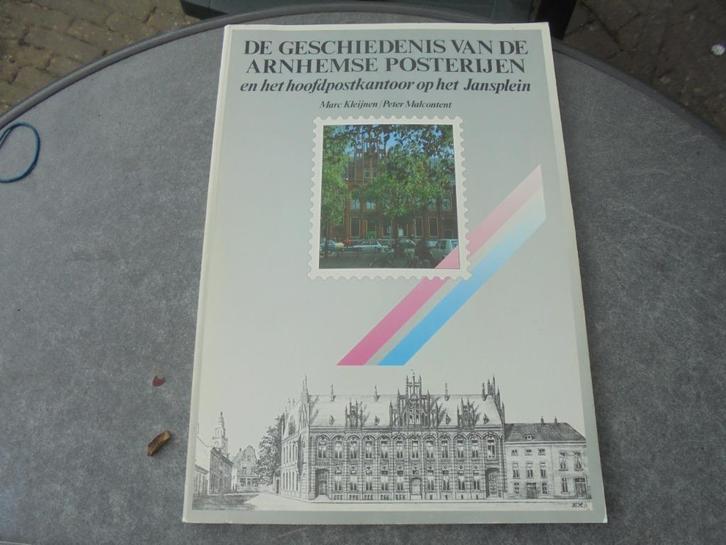 DE GESCHIEDENIS VAN DE
ARNHEMSE POSTERIJEN
en het hoofdpostkantoor op het Jansplein
Marc Kleijnen/Peter Malcontent